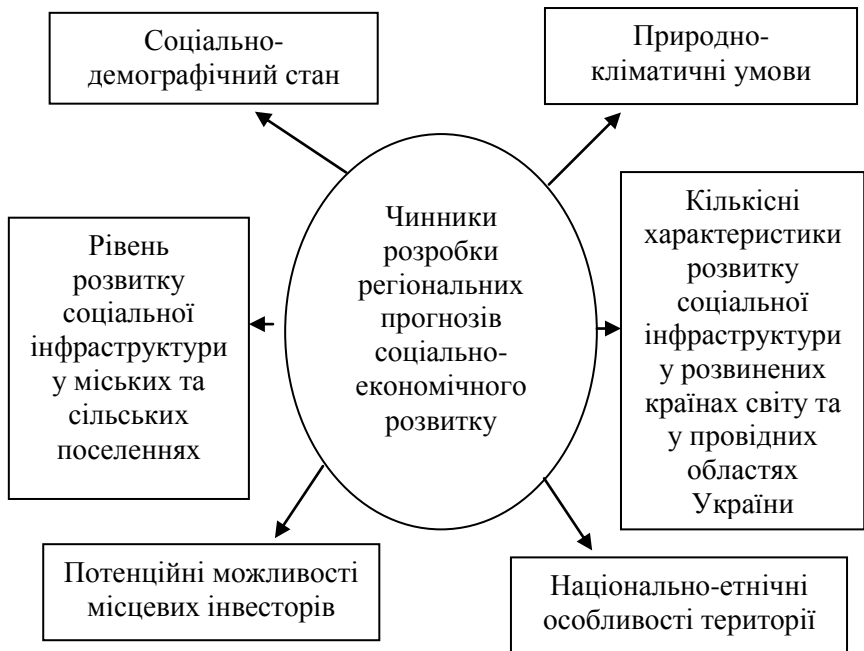 Соціально-
демографічний стан
Природно-
кліматичні умови
Чинники
розробки
регіональних
прогнозів
соціально-
економічного
розвитку
Рівень
розвитку
соціальної
інфраструктури
у міських та
сільських
поселеннях
Кількісні
характеристики
розвитку
соціальної
інфраструктури
у розвинених
країнах світу та
у провідних
областях
України
Потенційні можливості
місцевих інвесторів
Національно-етнічні
особливості території